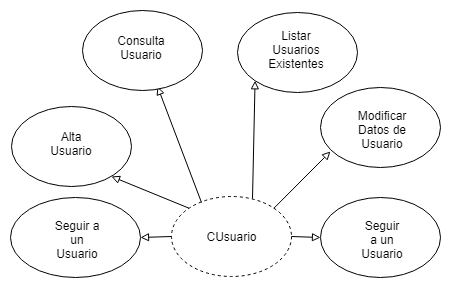 Consulta
Usuario
Listar
Usuarios
Existentes
Alta
Usuario
Modificar
Datos de
Usuario
Seguir a
un
Usuario
CUsuario
Seguir
a un
Usuario